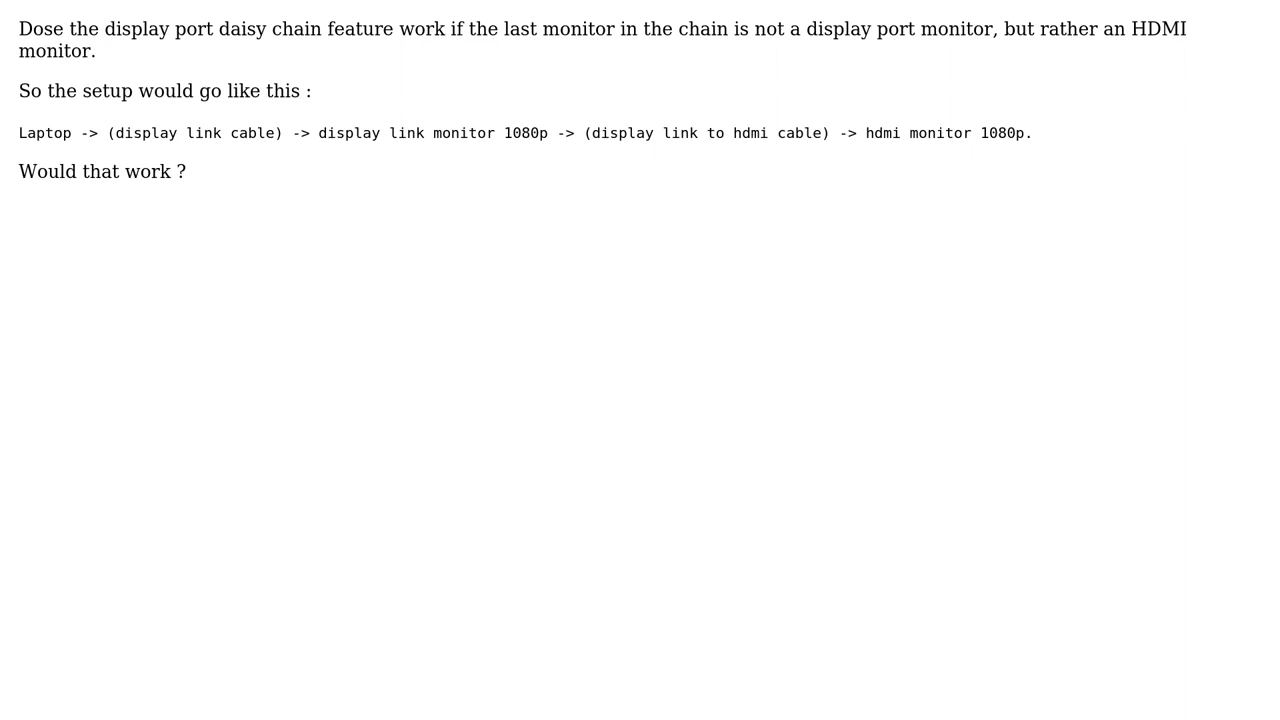 Dose the display port daisy chain feature work if the last monitor in the chain is not a display port monitor, but rather an HDMI
monitor.
So the setup would go like this :
Laptop -> (display link cable) -> display link monitor 1080p -> (display link to hdmi cable) -> hdmi monitor 1080p.
Would that work ?